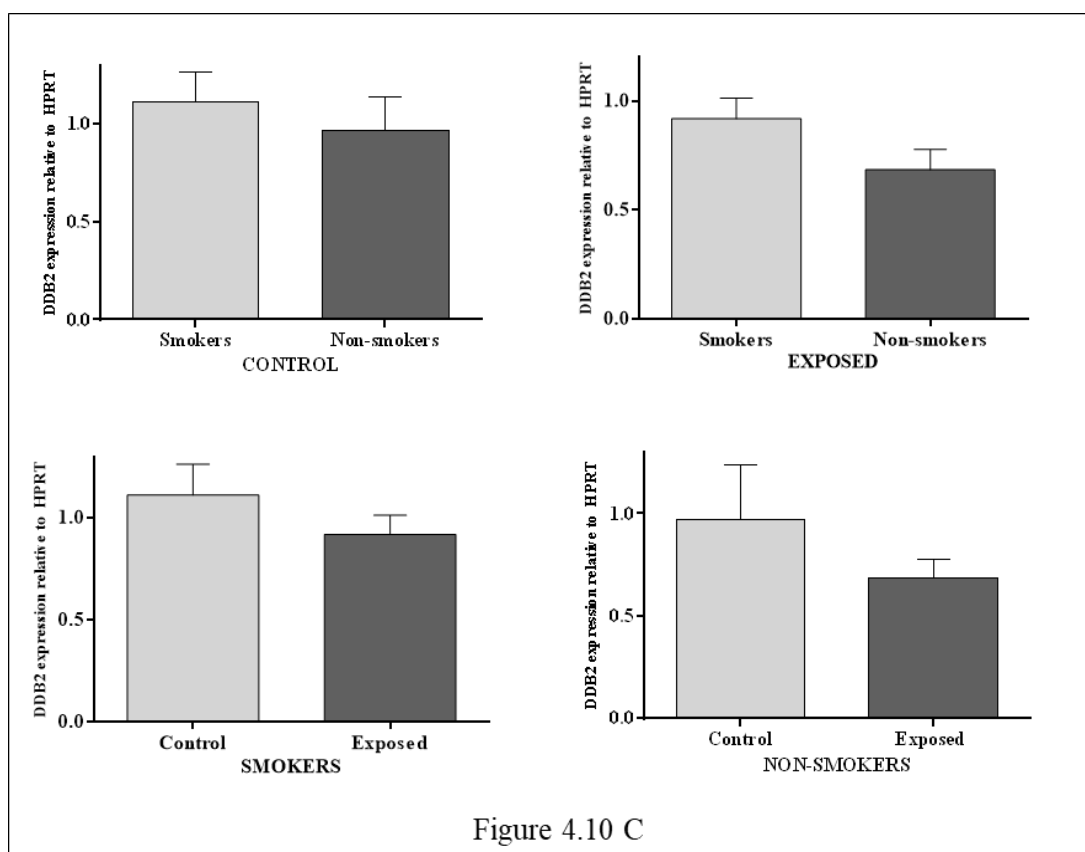 DDB2 expression relative to HPRT
1.0
0.5
0.0
Smokers Non-smokers
CONTROL
DDB2 expression relative to HPRT
1.0
0.5
0.0
Smokers Non-smokers
EXPOSED
DDB2 expression relative to HPRT
1.0
0.5
0.0
Control Exposed
SMOKERS
DDB2 expression relative to HPRT
1.0
0.5
0.0
Control Exposed
NON-SMOKERS
Figure 4.10 C